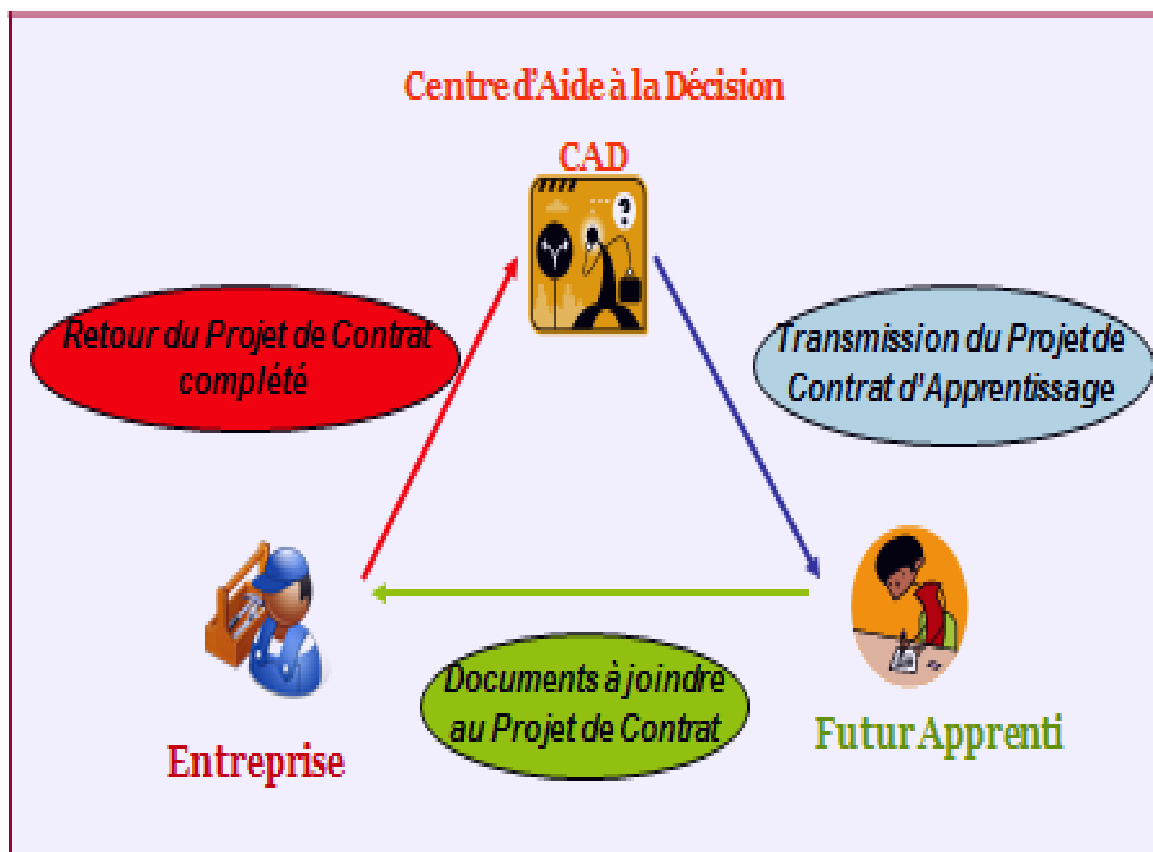 Centre d'Aide à la Décision
CAD
?
Retour du Projet de Contrat
complété
Transmission du Projet de
Contrat d'Apprentissage
Documents à joindre
au Projet de Contrat
Entreprise
Futur Apprenti